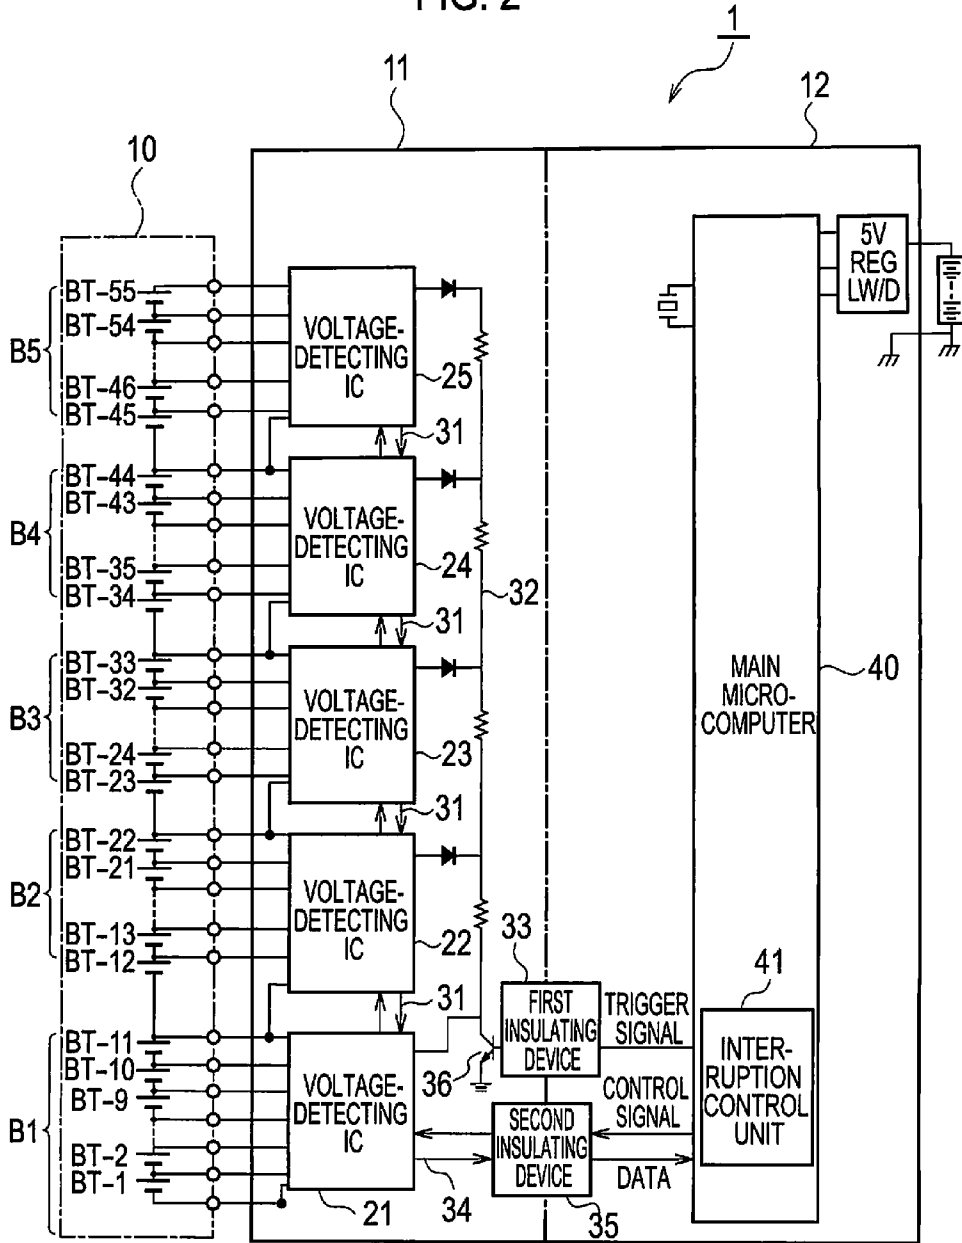 FIG. 2
1
11
12
10
5V
REG
LW/D
BT-55
BT-54
B5
BT-46
BT-45
VOLTAGE-
DETECTING
IC
25
31
BT-44
BT-43
B4
BT-35
BT-34
VOLTAGE-
DETECTING
IC
24
32
31
BT-33
BT-32
B3
BT-24
BT-23
VOLTAGE-
DETECTING
IC
23
31
MAIN
MICRO-
COMPUTER
40
BT-22
BT-21
B2
BT-13
BT-12
VOLTAGE-
DETECTING
IC
22
31
33
FIRST
INSULATING
DEVICE
TRIGGER
SIGNAL
41
INTER-
RUPTION
CONTROL
UNIT
BT-11
BT-10
BT-9
B1
BT-2
BT-1
VOLTAGE-
DETECTING
IC
21
36
34
SECOND
INSULATING
DEVICE
35
CONTROL
SIGNAL
DATA